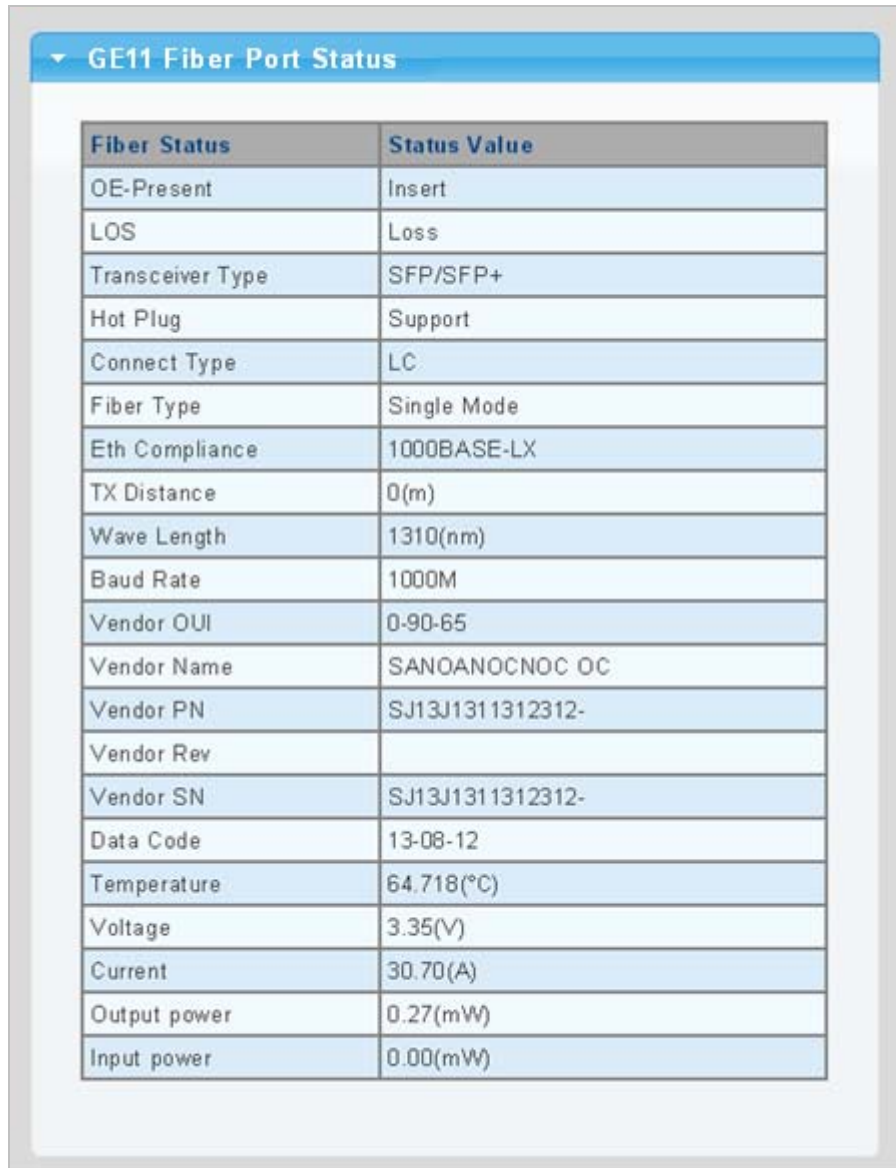 GE11 Fiber Port Status
Fiber Status Status Value
OE-Present Insert
LOS Loss
Transceiver Type SFP/SFP+
Hot Plug Support
Connect Type LC
Fiber Type Single Mode
Eth Compliance 1000BASE-LX
TX Distance 0(m)
Wave Length 1310(nm)
Baud Rate 1000M
Vendor OUI 0-90-65
Vendor Name SANOANOCNOC OC
Vendor PN SJ13J1311312312-
Vendor Rev
Vendor SN SJ13J1311312312-
Data Code 13-08-12
Temperature 64.718(°C)
Voltage 3.35(V)
Current 30.70(A)
Output power 0.27(mW)
Input power 0.00(mW)